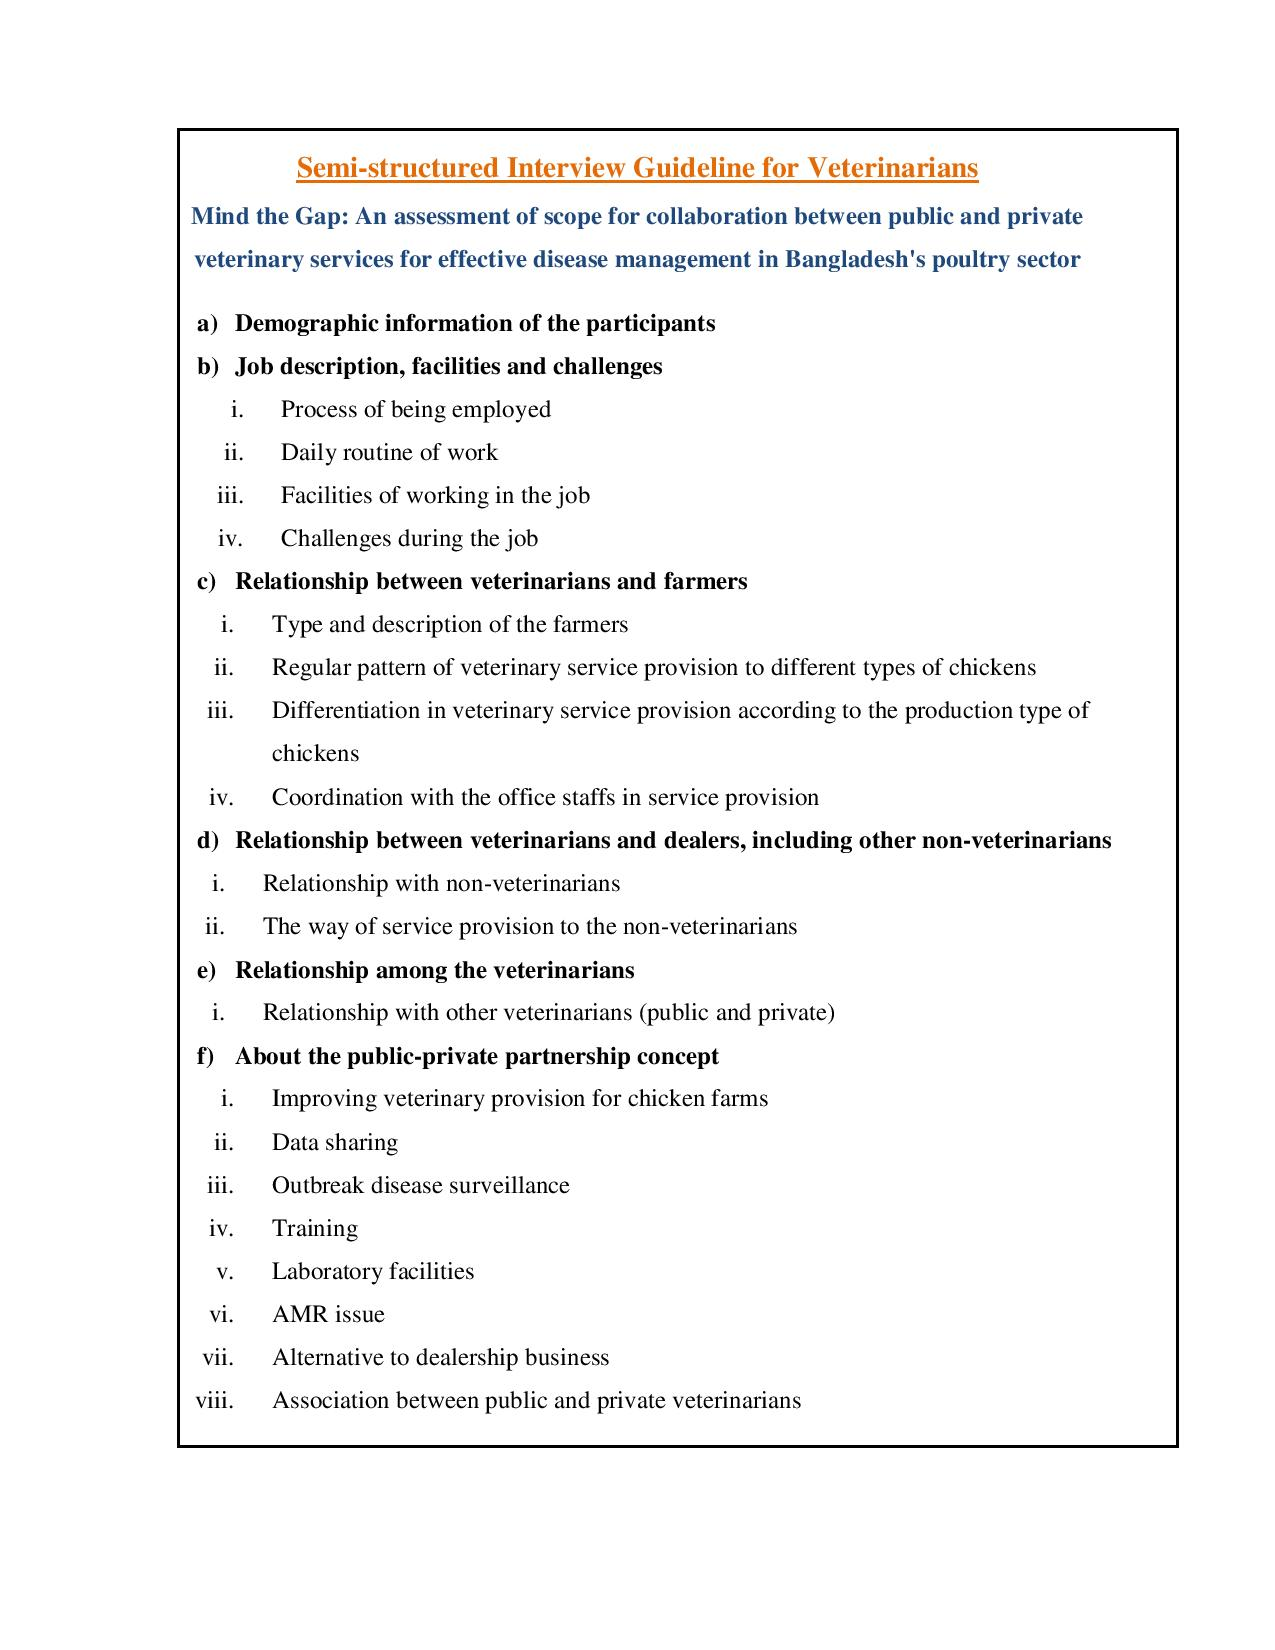 Semi-structured Interview Guideline for Veterinarians
Mind the Gap: An assessment of scope for collaboration between public and private
veterinary services for effective disease management in Bangladesh's poultry sector
a) Demographic information of the participants
b) Job description, facilities and challenges
i. Process of being employed
ii. Daily routine of work
iii. Facilities of working in the job
iv. Challenges during the job
c) Relationship between veterinarians and farmers
i. Type and description of the farmers
ii. Regular pattern of veterinary service provision to different types of chickens
iii. Differentiation in veterinary service provision according to the production type of
chickens
iv. Coordination with the office staffs in service provision
d) Relationship between veterinarians and dealers, including other non-veterinarians
i. Relationship with non-veterinarians
ii. The way of service provision to the non-veterinarians
e) Relationship among the veterinarians
i. Relationship with other veterinarians (public and private)
f) About the public-private partnership concept
i. Improving veterinary provision for chicken farms
ii. Data sharing
iii. Outbreak disease surveillance
iv. Training
v. Laboratory facilities
vi. AMR issue
vii. Alternative to dealership business
viii. Association between public and private veterinarians